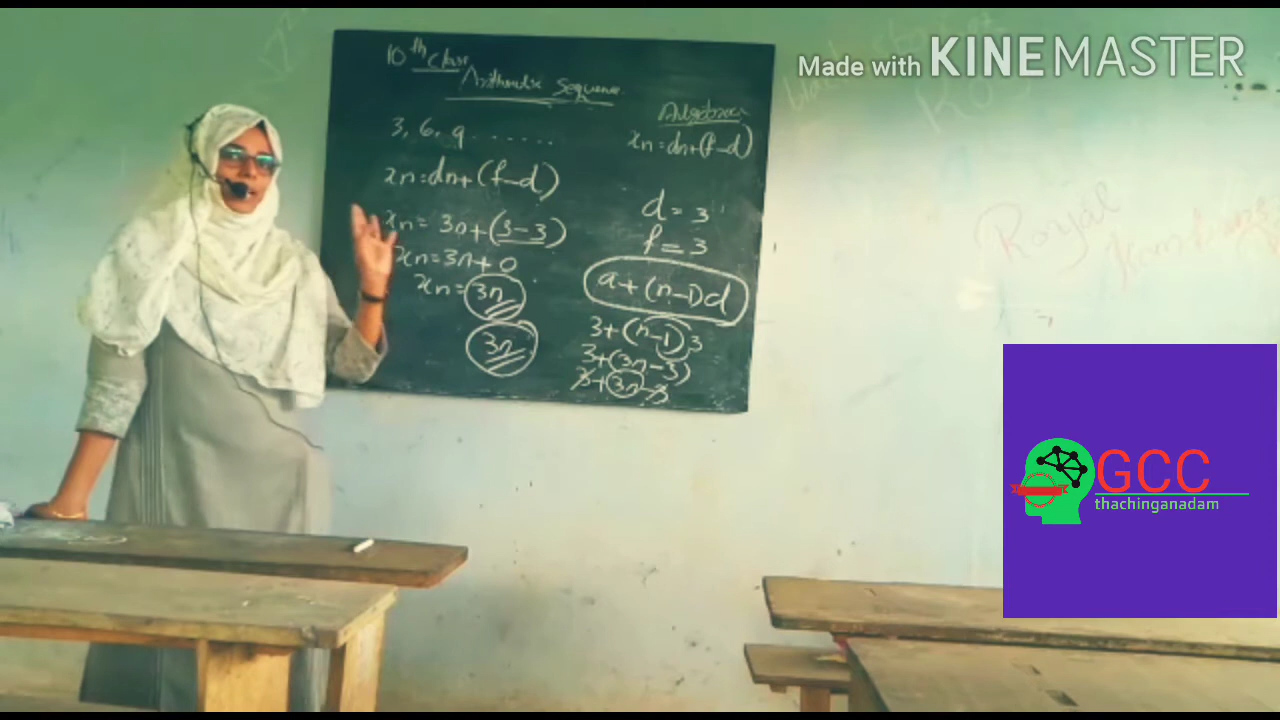 Made with KINEMASTER
10th class
Arithmetic Sequence
3, 6, 9 .......
xn = dn+(f-d)
xn = 3n+(3-3)
xn = 3n+0
xn = 3n
3n
Algebraic
xn = dn+(f-d)
d = 3
f = 3
a+(n-1)d
3+(n-1)3
3+(3n-3)
3+3n-3
Royal
GCC
thachinganadam